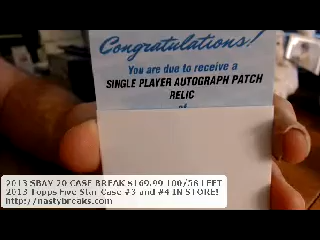 Congratulations!
You are due to receive a
SINGLE PLAYER AUTOGRAPH PATCH
RELIC
of
2013 SBAY 20 CASE BREAK $169.99 100/58 LEFT
2013 Topps Five Star Case #3 and #4 IN STORE!
http://nastybreaks.com